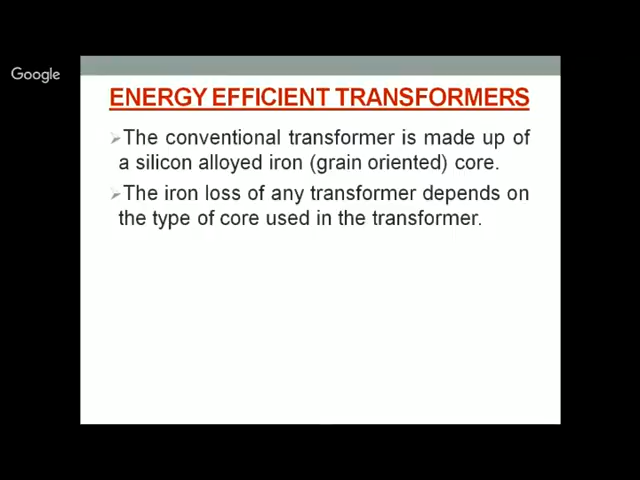 Google
ENERGY EFFICIENT TRANSFORMERS
The conventional transformer is made up of
a silicon alloyed iron (grain oriented) core.
The iron loss of any transformer depends on
the type of core used in the transformer.